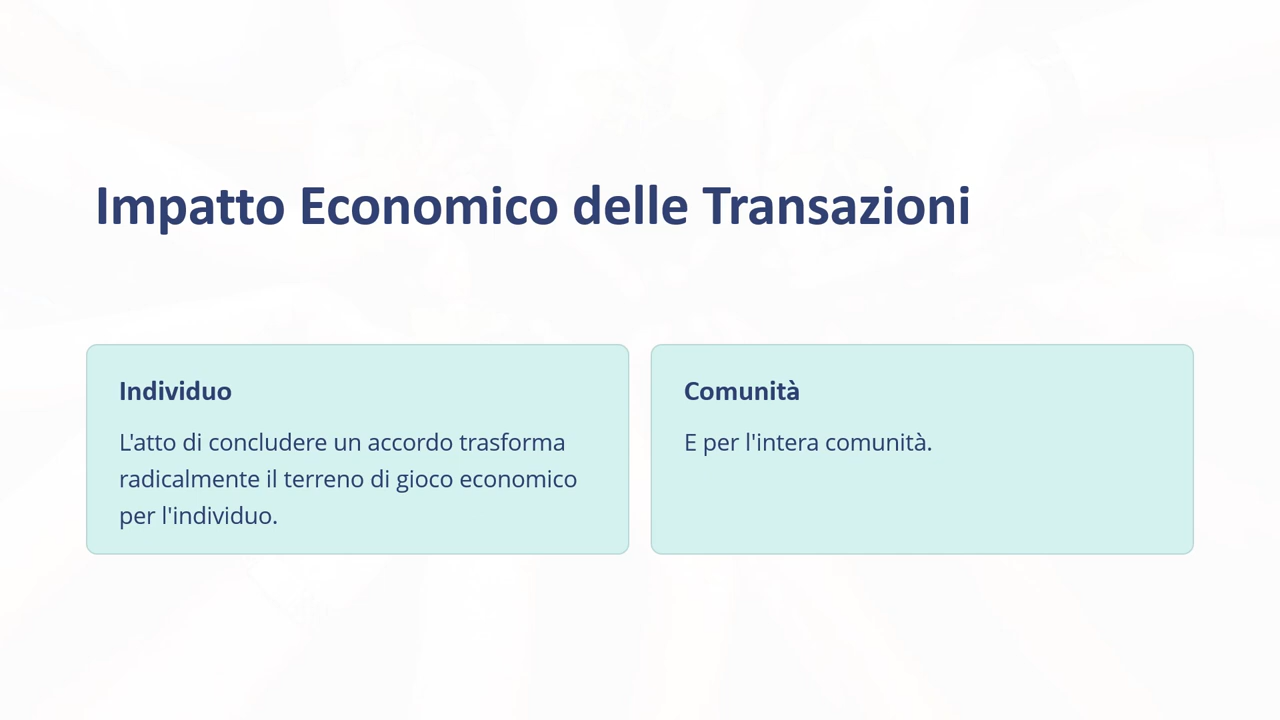 Impatto Economico delle Transazioni
Individuo
L'atto di concludere un accordo trasforma
radicalmente il terreno di gioco economico
per l'individuo.
Comunità
E per l'intera comunità.